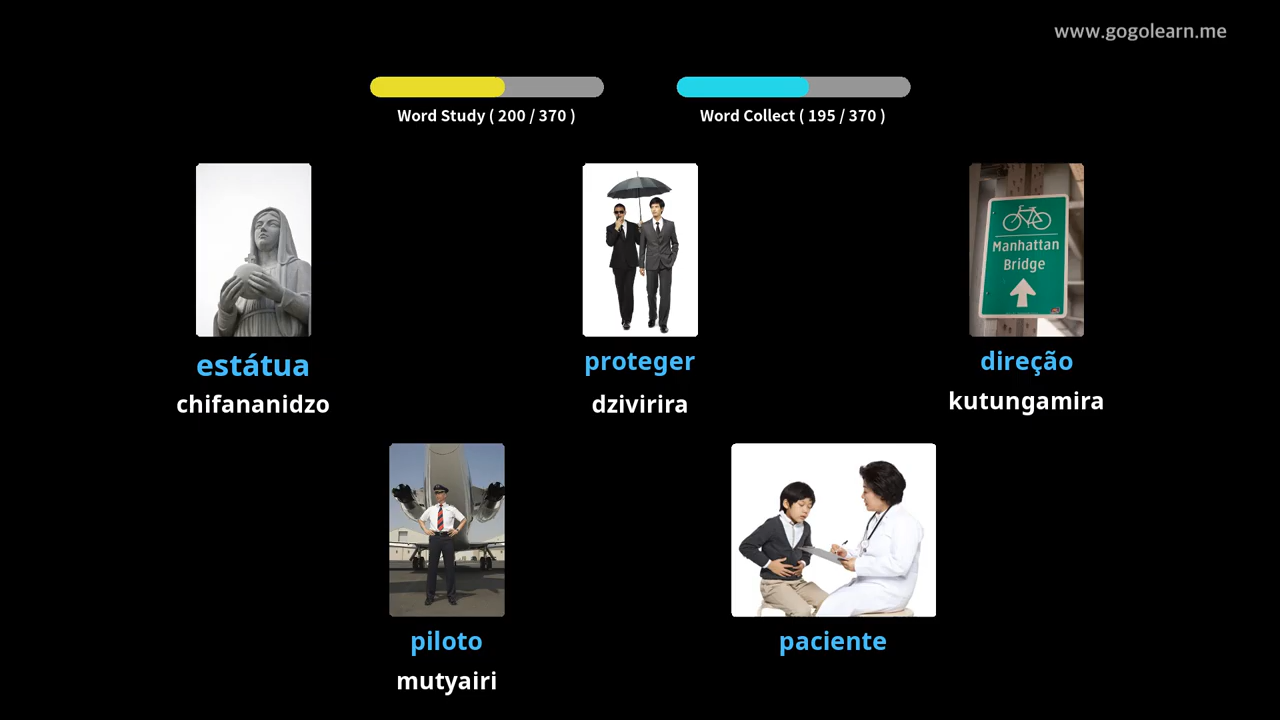 www.gogolearn.me
Word Study ( 200 / 370 )
Word Collect ( 195 / 370 )
Manhattan
Bridge
estátua
chifananidzo
proteger
dzivirira
direção
kutungamira
piloto
mutyairi
paciente